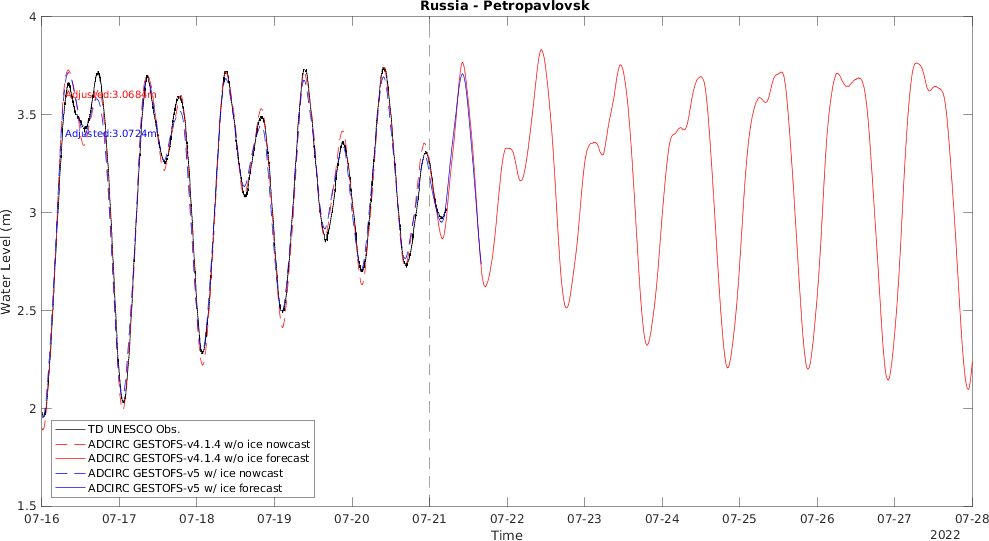 Russia - Petropavlovsk
4
3.5
3
2.5
2
1.5
Water Level (m)
Adjusted:3.0684m
Adjusted:3.0724m
TD UNESCO Obs.
ADCIRC GESTOFS-v4.1.4 w/o ice nowcast
ADCIRC GESTOFS-v4.1.4 w/o ice forecast
ADCIRC GESTOFS-v5 w/ ice nowcast
ADCIRC GESTOFS-v5 w/ ice forecast
07-16 07-17 07-18 07-19 07-20 07-21 07-22 07-23 07-24 07-25 07-26 07-27 07-28
Time
2022